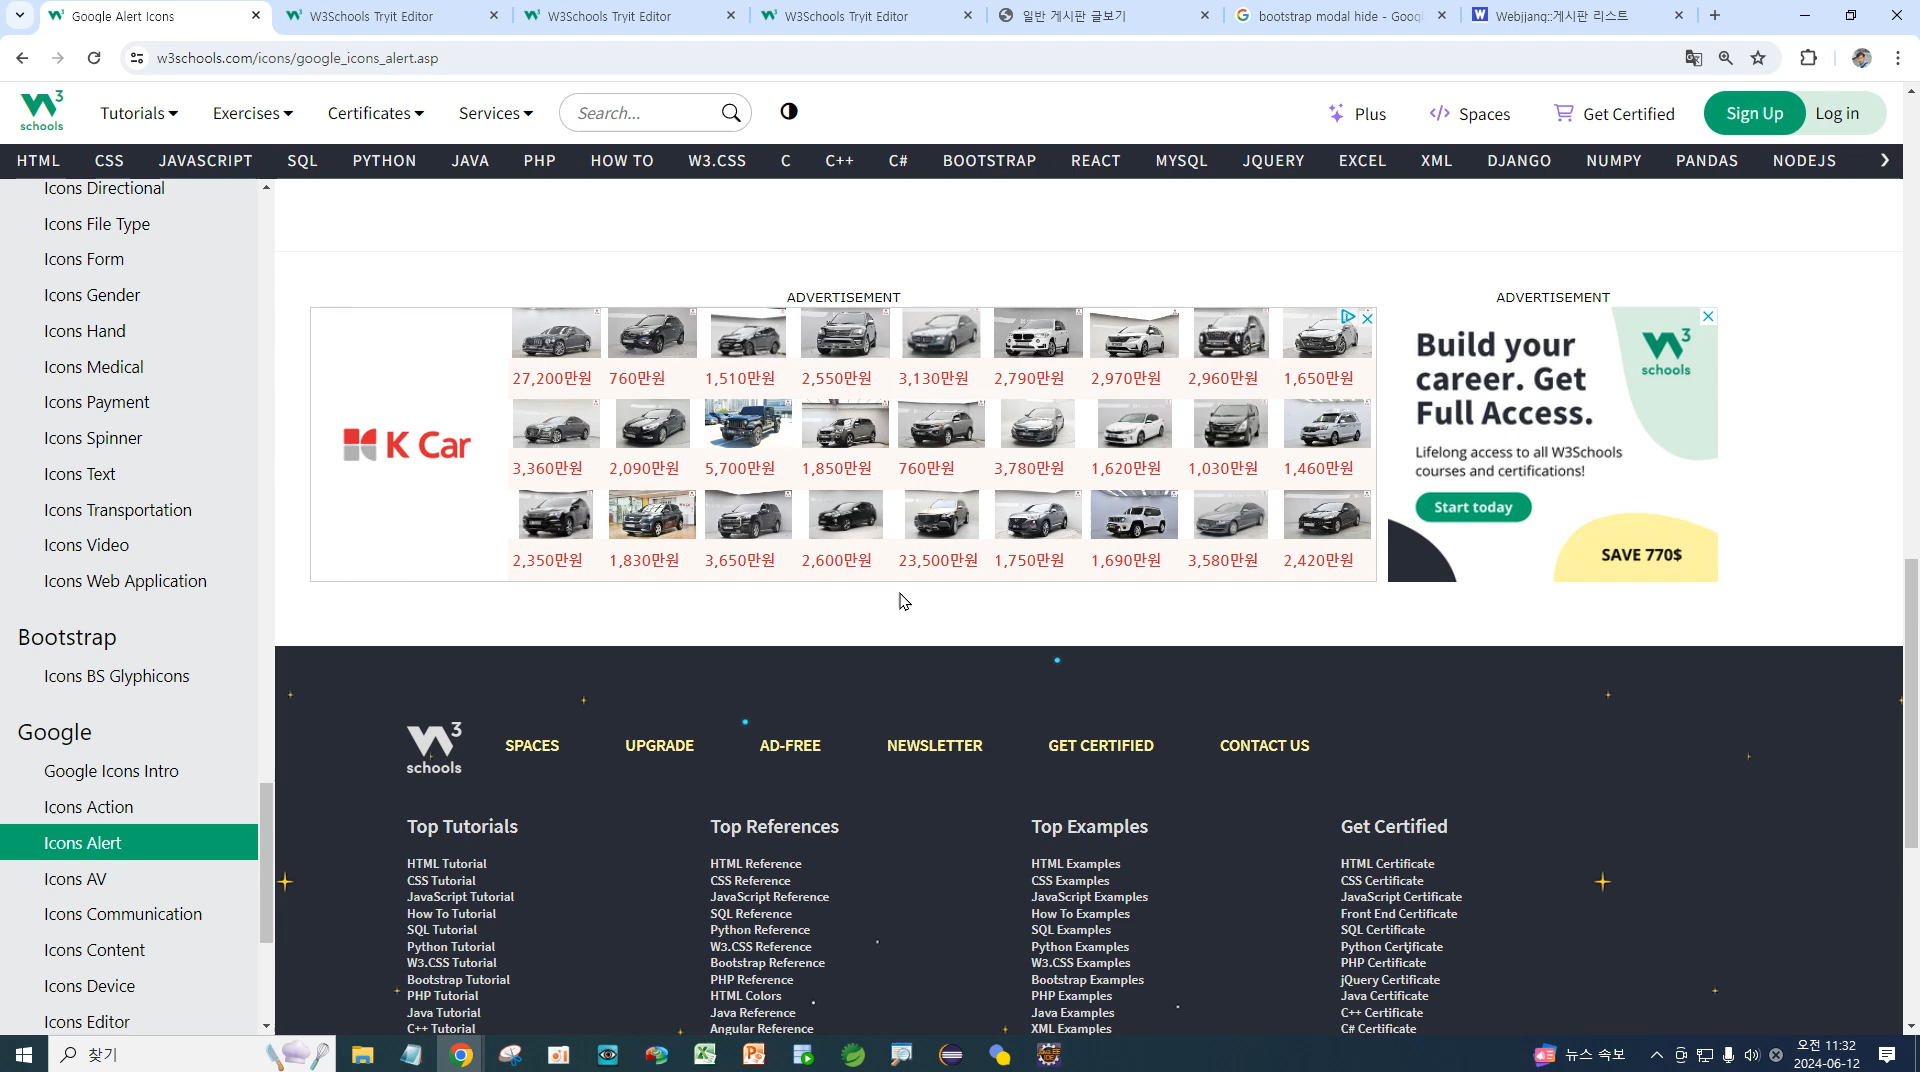 Google Alert Icons
W3Schools Tryit Editor
W3Schools Tryit Editor
W3Schools Tryit Editor
일반 게시판 글보기
bootstrap modal hide - Goog
Webjjang::게시판 리스트
w3schools.com/icons/google_icons_alert.asp
schools
Tutorials
Exercises
Certificates
Services
Search...
Plus
Spaces
Get Certified
Sign Up
Log in
HTML CSS JAVASCRIPT SQL PYTHON JAVA PHP HOW TO W3.CSS C C++ C# BOOTSTRAP REACT MYSQL JQUERY EXCEL XML DJANGO NUMPY PANDAS NODEJS
Icons Directional
Icons File Type
Icons Form
Icons Gender
Icons Hand
Icons Medical
Icons Payment
Icons Spinner
Icons Text
Icons Transportation
Icons Video
Icons Web Application
Bootstrap
Icons BS Glyphicons
Google
Google Icons Intro
Icons Action
Icons Alert
Icons AV
Icons Communication
Icons Content
Icons Device
Icons Editor
ADVERTISEMENT
K Car
27,200만원 760만원 1,510만원 2,550만원 3,130만원 2,790만원 2,970만원 2,960만원 1,650만원
3,360만원 2,090만원 5,700만원 1,850만원 760만원 3,780만원 1,620만원 1,030만원 1,460만원
2,350만원 1,830만원 3,650만원 2,600만원 23,500만원 1,750만원 1,690만원 3,580만원 2,420만원
ADVERTISEMENT
Build your
career. Get
Full Access.
3
schools
Lifelong access to all W3Schools
courses and certifications!
Start today
SAVE 770$
3
schools
SPACES UPGRADE AD-FREE NEWSLETTER GET CERTIFIED CONTACT US
Top Tutorials
HTML Tutorial
CSS Tutorial
JavaScript Tutorial
How To Tutorial
SQL Tutorial
Python Tutorial
W3.CSS Tutorial
Bootstrap Tutorial
PHP Tutorial
Java Tutorial
C++ Tutorial
Top References
HTML Reference
CSS Reference
JavaScript Reference
SQL Reference
Python Reference
W3.CSS Reference
Bootstrap Reference
PHP Reference
HTML Colors
Java Reference
Angular Reference
Top Examples
HTML Examples
CSS Examples
JavaScript Examples
How To Examples
SQL Examples
Python Examples
W3.CSS Examples
Bootstrap Examples
PHP Examples
Java Examples
XML Examples
Get Certified
HTML Certificate
CSS Certificate
JavaScript Certificate
Front End Certificate
SQL Certificate
Python Certificate
PHP Certificate
jQuery Certificate
Java Certificate
C++ Certificate
C# Certificate
찾기
뉴스 속보
오전 11:32
2024-06-12